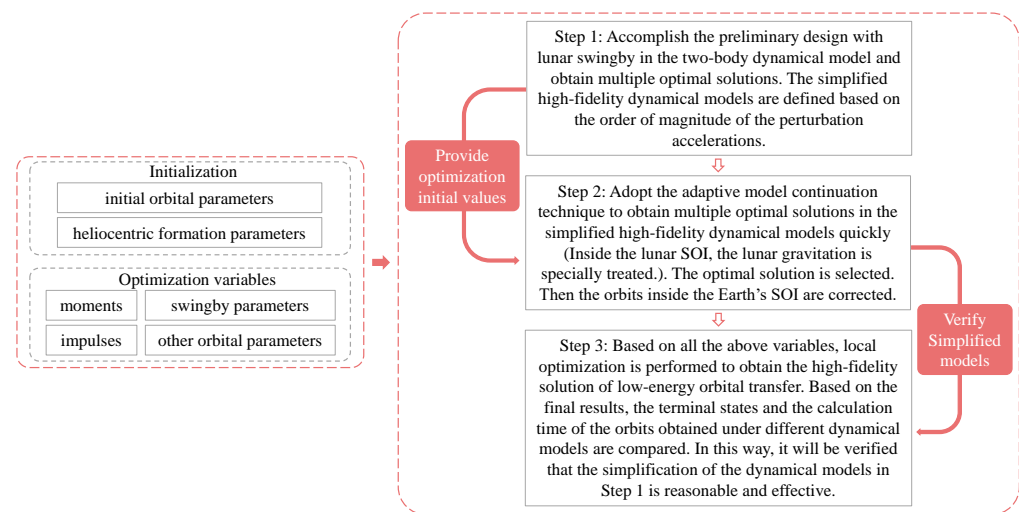 Initialization
initial orbital parameters
heliocentric formation parameters
Optimization variables
moments
swingby parameters
impulses
other orbital parameters
Provide
optimization
initial values
Step 1: Accomplish the preliminary design with
lunar swingby in the two-body dynamical model and
obtain multiple optimal solutions. The simplified
high-fidelity dynamical models are defined based on
the order of magnitude of the perturbation
accelerations.
Step 2: Adopt the adaptive model continuation
technique to obtain multiple optimal solutions in the
simplified high-fidelity dynamical models quickly
(Inside the lunar SOI, the lunar gravitation is
specially treated.). The optimal solution is selected.
Then the orbits inside the Earth’s SOI are corrected.
Verify
Simplified
models
Step 3: Based on all the above variables, local
optimization is performed to obtain the high-fidelity
solution of low-energy orbital transfer. Based on the
final results, the terminal states and the calculation
time of the orbits obtained under different dynamical
models are compared. In this way, it will be verified
that the simplification of the dynamical models in
Step 1 is reasonable and effective.